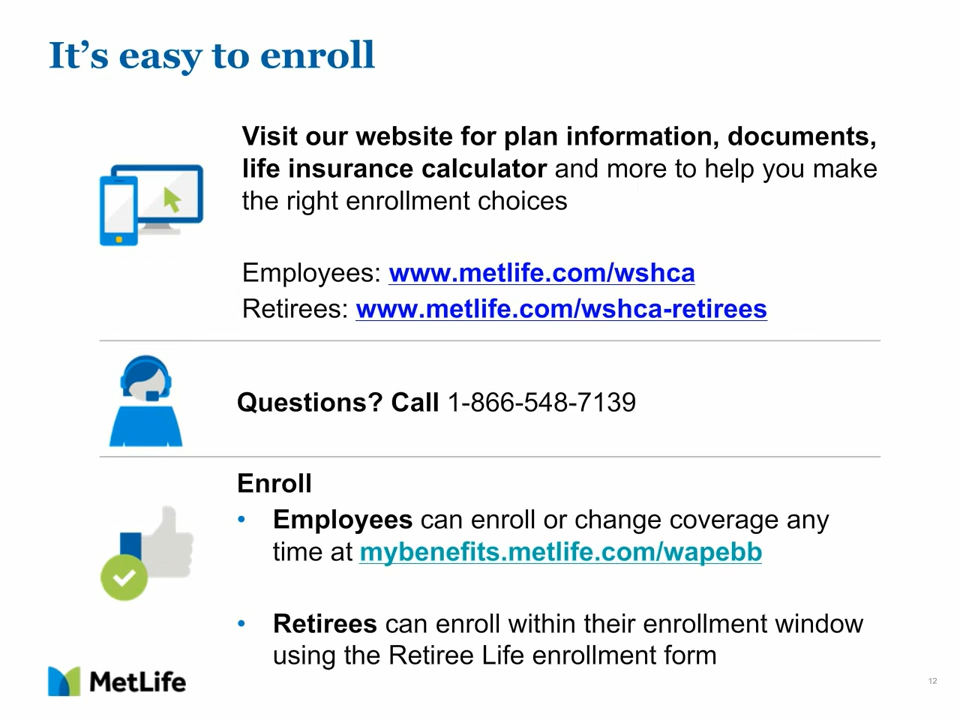 It's easy to enroll
Visit our website for plan information, documents,
life insurance calculator and more to help you make
the right enrollment choices
Employees: www.metlife.com/wshca
Retirees: www.metlife.com/wshca-retirees
Questions? Call 1-866-548-7139
Enroll
• Employees can enroll or change coverage any
time at mybenefits.metlife.com/wapebb
• Retirees can enroll within their enrollment window
using the Retiree Life enrollment form
MetLife
12